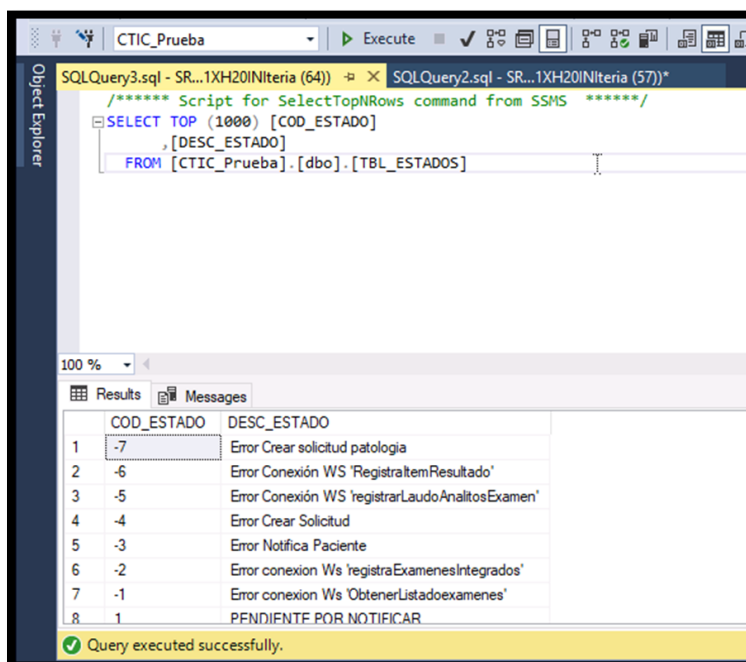 CTIC_Prueba Execute
SQLQuery3.sql - SR...1XH20INIteria (64)) SQLQuery2.sql - SR...1XH20INIteria (57))*
Object Explorer
/****** Script for SelectTopNRows command from SSMS ******/
SELECT TOP (1000) [COD_ESTADO]
,[DESC_ESTADO]
FROM [CTIC_Prueba].[dbo].[TBL_ESTADOS]
100 %
Results Messages
COD_ESTADO DESC_ESTADO
1 -7 Error Crear solicitud patologia
2 -6 Error Conexión WS 'RegistraItemResultado'
3 -5 Error Conexión WS 'registrarLaudoAnalitosExamen'
4 -4 Error Crear Solicitud
5 -3 Error Notifica Paciente
6 -2 Error conexion Ws 'registraExamenesIntegrados'
7 -1 Error conexion Ws 'ObtenerListadoexamenes'
8 1 PENDIENTE POR NOTIFICAR
Query executed successfully.